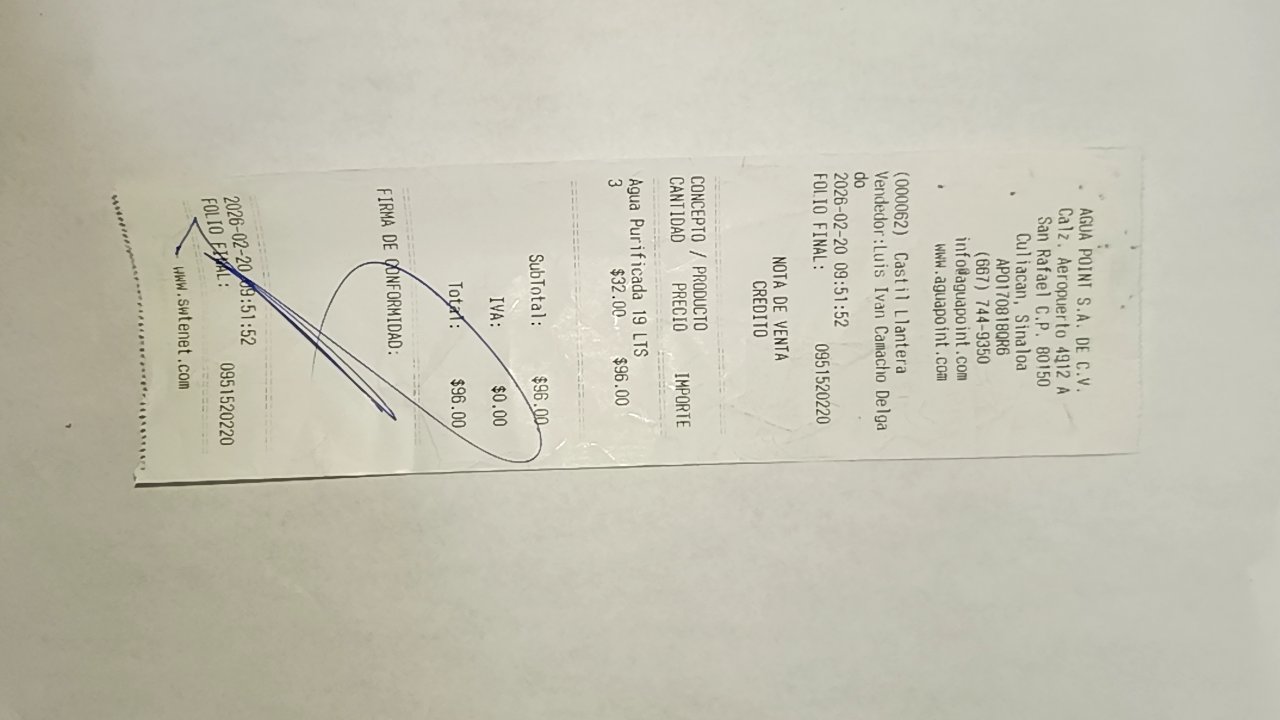 AGUA POINT S.A. DE C.V.
Calz. Aeropuerto 4912 A
San Rafael C.P. 80150
Culiacan, Sinaloa
APO170818QR6
(667) 744-9350
info@aguapoint.com
www.aguapoint.com
(000062) Castil Llantera
Vendedor:Luis Ivan Camacho Delga
do
2026-02-20 09:51:52
FOLIO FINAL: 0951520220
NOTA DE VENTA
CREDITO
CONCEPTO / PRODUCTO
CANTIDAD PRECIO IMPORTE
Agua Purificada 19 LTS
3 $32.00 $96.00
SubTotal: $96.00
IVA: $0.00
Total: $96.00
FIRMA DE CONFORMIDAD:
2026-02-20 09:51:52
FOLIO FINAL: 0951520220
www.swtenet.com